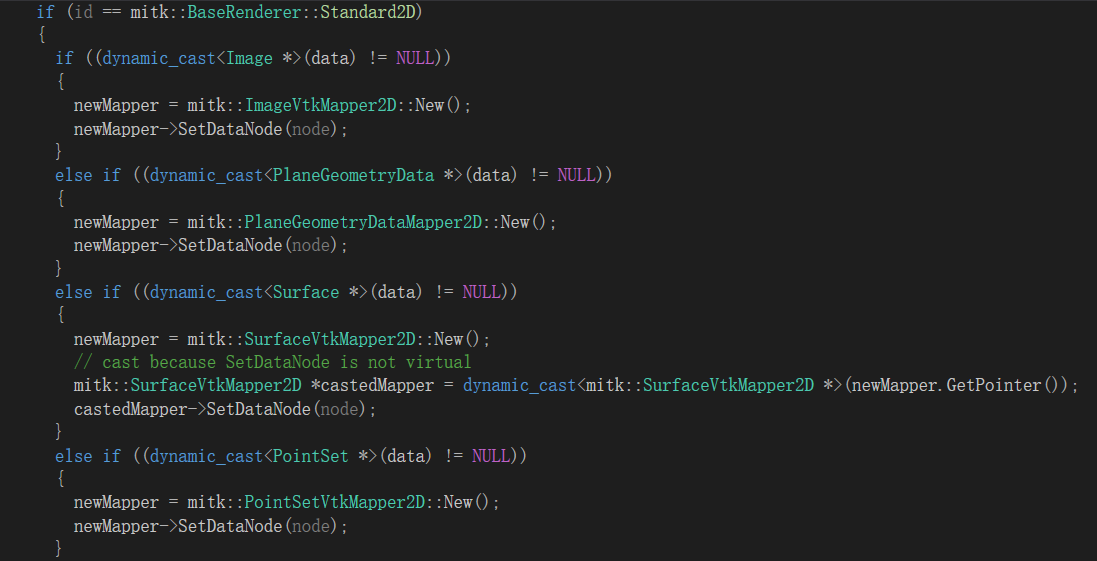 if (id == mitk::BaseRenderer::Standard2D)
{
if ((dynamic_cast<Image *>(data) != NULL))
{
newMapper = mitk::ImageVtkMapper2D::New();
newMapper->SetDataNode(node);
}
else if ((dynamic_cast<PlaneGeometryData *>(data) != NULL))
{
newMapper = mitk::PlaneGeometryDataMapper2D::New();
newMapper->SetDataNode(node);
}
else if ((dynamic_cast<Surface *>(data) != NULL))
{
newMapper = mitk::SurfaceVtkMapper2D::New();
// cast because SetDataNode is not virtual
mitk::SurfaceVtkMapper2D *castedMapper = dynamic_cast<mitk::SurfaceVtkMapper2D *>(newMapper.GetPointer());
castedMapper->SetDataNode(node);
}
else if ((dynamic_cast<PointSet *>(data) != NULL))
{
newMapper = mitk::PointSetVtkMapper2D::New();
newMapper->SetDataNode(node);
}